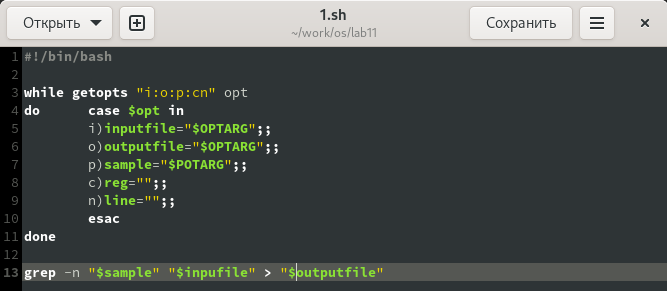 Открыть
1.sh
~/work/os/lab11
Сохранить
1 #!/bin/bash
2
3 while getopts "i:o:p:cn" opt
4 do      case $opt in
5         i)inputfile="$OPTARG";;
6         o)outputfile="$OPTARG";;
7         p)sample="$POTARG";;
8         c)reg="";;
9         n)line="";;
10         esac
11 done
12
13 grep -n "$sample" "$inpufile" > "$outputfile"